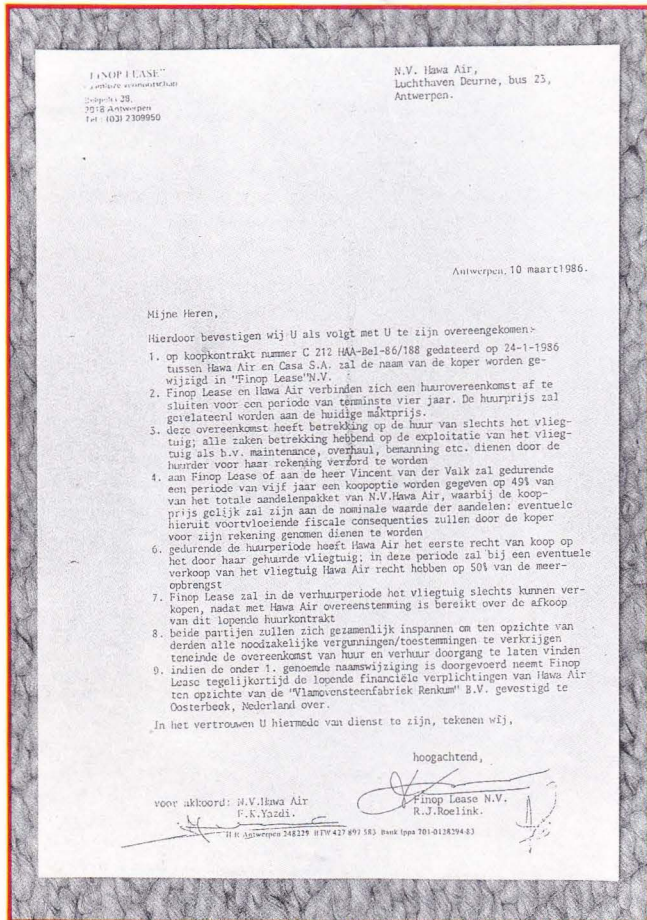 FINOP LEASE
2018 Antwerpen
Tel : (03) 2309950
N.V. Hawa Air,
Luchthaven Deurne, bus 23,
Antwerpen.
Antwerpen, 10 maart1986.
Mijne Heren,
Hierdoor bevestigen wij U als volgt met U te zijn overeengekomen:-
1. op koopkontrakt nummer C 212 HAA-Bel-86/188 gedateerd op 24-1-1986
tussen Hawa Air en Casa S.A. zal de naam van de koper worden ge-
wijzigd in "Finop Lease"N.V.
2. Finop Lease en Hawa Air verbinden zich een huurovereenkomst af te
sluiten voor een periode van tenminste vier jaar. De huurprijs zal
gerelateerd worden aan de huidige maktprijs.
3. deze overeenkomst heeft betrekking op de huur van slechts het vlieg-
tuig; alle zaken betrekking hebbend op de exploitatie van het vlieg-
tuig als b.v. maintenance, overhaul, bemanning etc. dienen door de
huurder voor haar rekening verzord te worden
4. aan Finop Lease of aan de heer Vincent van der Valk zal gedurende
een periode van vijf jaar een koopoptie worden gegeven op 49% van
van het totale aandelenpakket van N.V.Hawa Air, waarbij de koop-
prijs gelijk zal zijn aan de nominale waarde der aandelen: eventuele
hieruit voortvloeiende fiscale consequenties zullen door de koper
voor zijn rekening genomen dienen te worden
6. gedurende de huurperiode heeft Hawa Air het eerste recht van koop op
het door haar gehuurde vliegtuig; in deze periode zal bij een eventuele
verkoop van het vliegtuig Hawa Air recht hebben op 50% van de meer-
opbrengst
7. Finop Lease zal in de verhuurperiode het vliegtuig slechts kunnen ver-
kopen, nadat met Hawa Air overeenstemming is bereikt over de afkoop
van dit lopende huurkontrakt
8. beide partijen zullen zich gezamenlijk inspannen om ten opzichte van
derden alle noodzakelijke vergunningen/toestemmingen te verkrijgen
teneinde de overeenkomst van huur en verhuur doorgang te laten vinden
9. indien de onder 1. genoemde naamswijziging is doorgevoerd neemt Finop
Lease tegelijkertijd de lopende financiële verplichtingen van Hawa Air
ten opzichte van de "Vlamovensteenfabriek Renkum" B.V. gevestigd te
Oosterbeek, Nederland over.
In het vertrouwen U hiermede van dienst te zijn, tekenen wij,
hoogachtend,
voor akkoord: N.V.Hawa Air
F.K.Yazdi.
Finop Lease N.V.
R.J.Roelink.
H.R. Antwerpen 248229 BTW 427 897 583 Bank Ippa 701-0128294-83